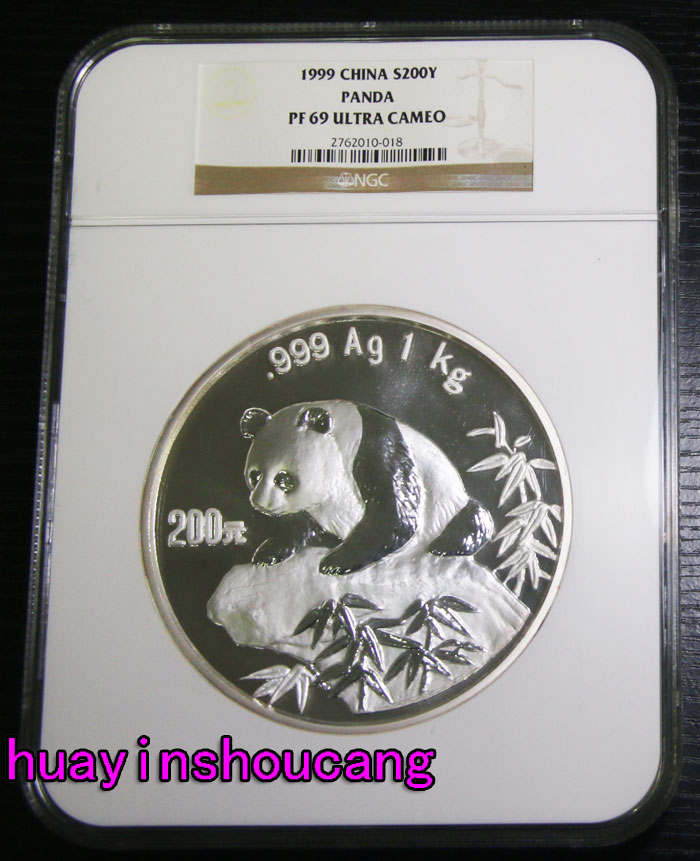 1999 CHINA S200Y
PANDA
PF 69 ULTRA CAMEO
2762010-018
NGC
.999 Ag 1 kg
200元
huayinshoucang